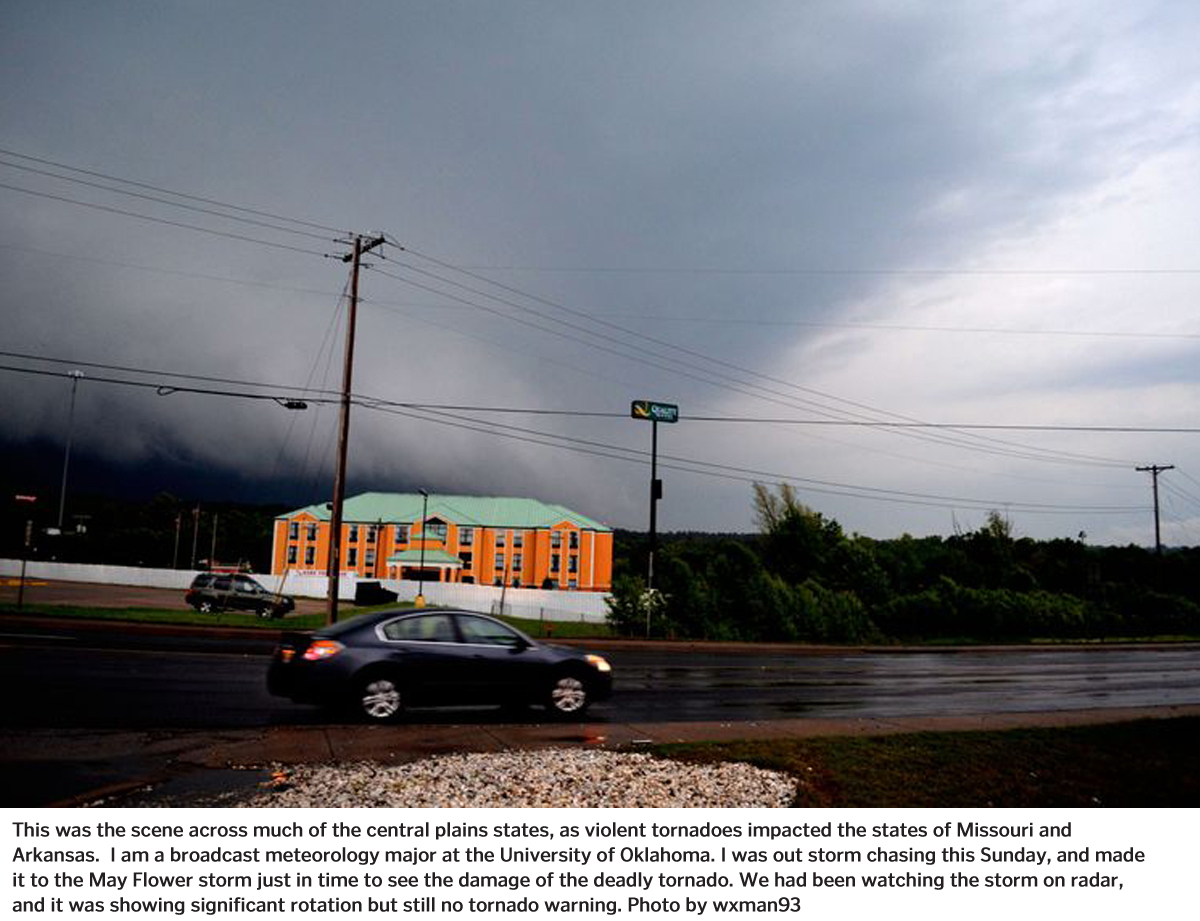 QUALITY
This was the scene across much of the central plains states, as violent tornadoes impacted the states of Missouri and
Arkansas.  I am a broadcast meteorology major at the University of Oklahoma. I was out storm chasing this Sunday, and made
it to the May Flower storm just in time to see the damage of the deadly tornado. We had been watching the storm on radar,
and it was showing significant rotation but still no tornado warning. Photo by wxman93